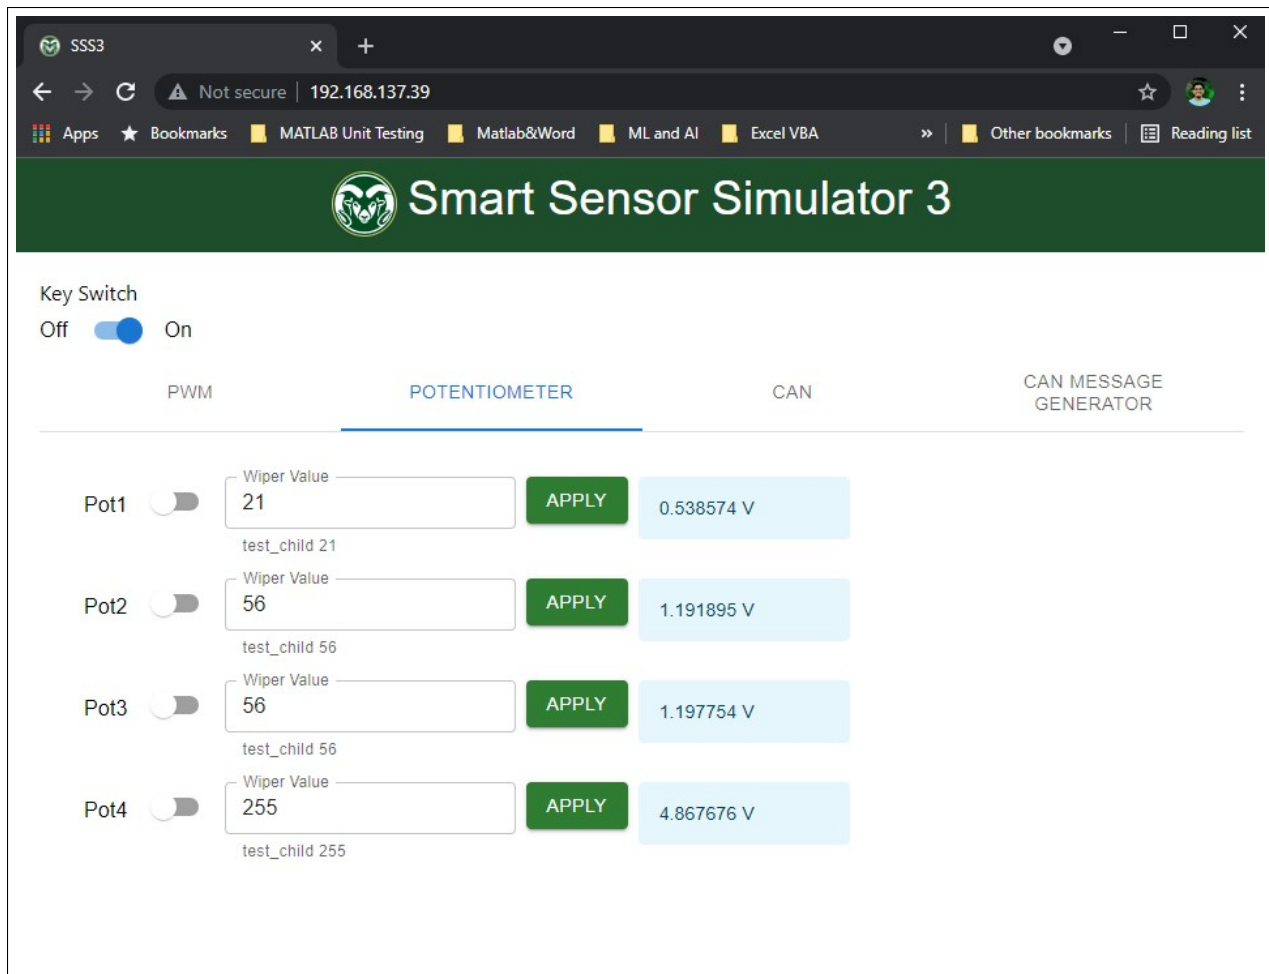 SSS3
Not secure | 192.168.137.39
Apps Bookmarks MATLAB Unit Testing Matlab&Word ML and AI Excel VBA » Other bookmarks Reading list
Smart Sensor Simulator 3
Key Switch
Off On
PWM POTENTIOMETER CAN CAN MESSAGE
GENERATOR
Wiper Value
Pot1 21 APPLY 0.538574 V
test_child 21
Wiper Value
Pot2 56 APPLY 1.191895 V
test_child 56
Wiper Value
Pot3 56 APPLY 1.197754 V
test_child 56
Wiper Value
Pot4 255 APPLY 4.867676 V
test_child 255